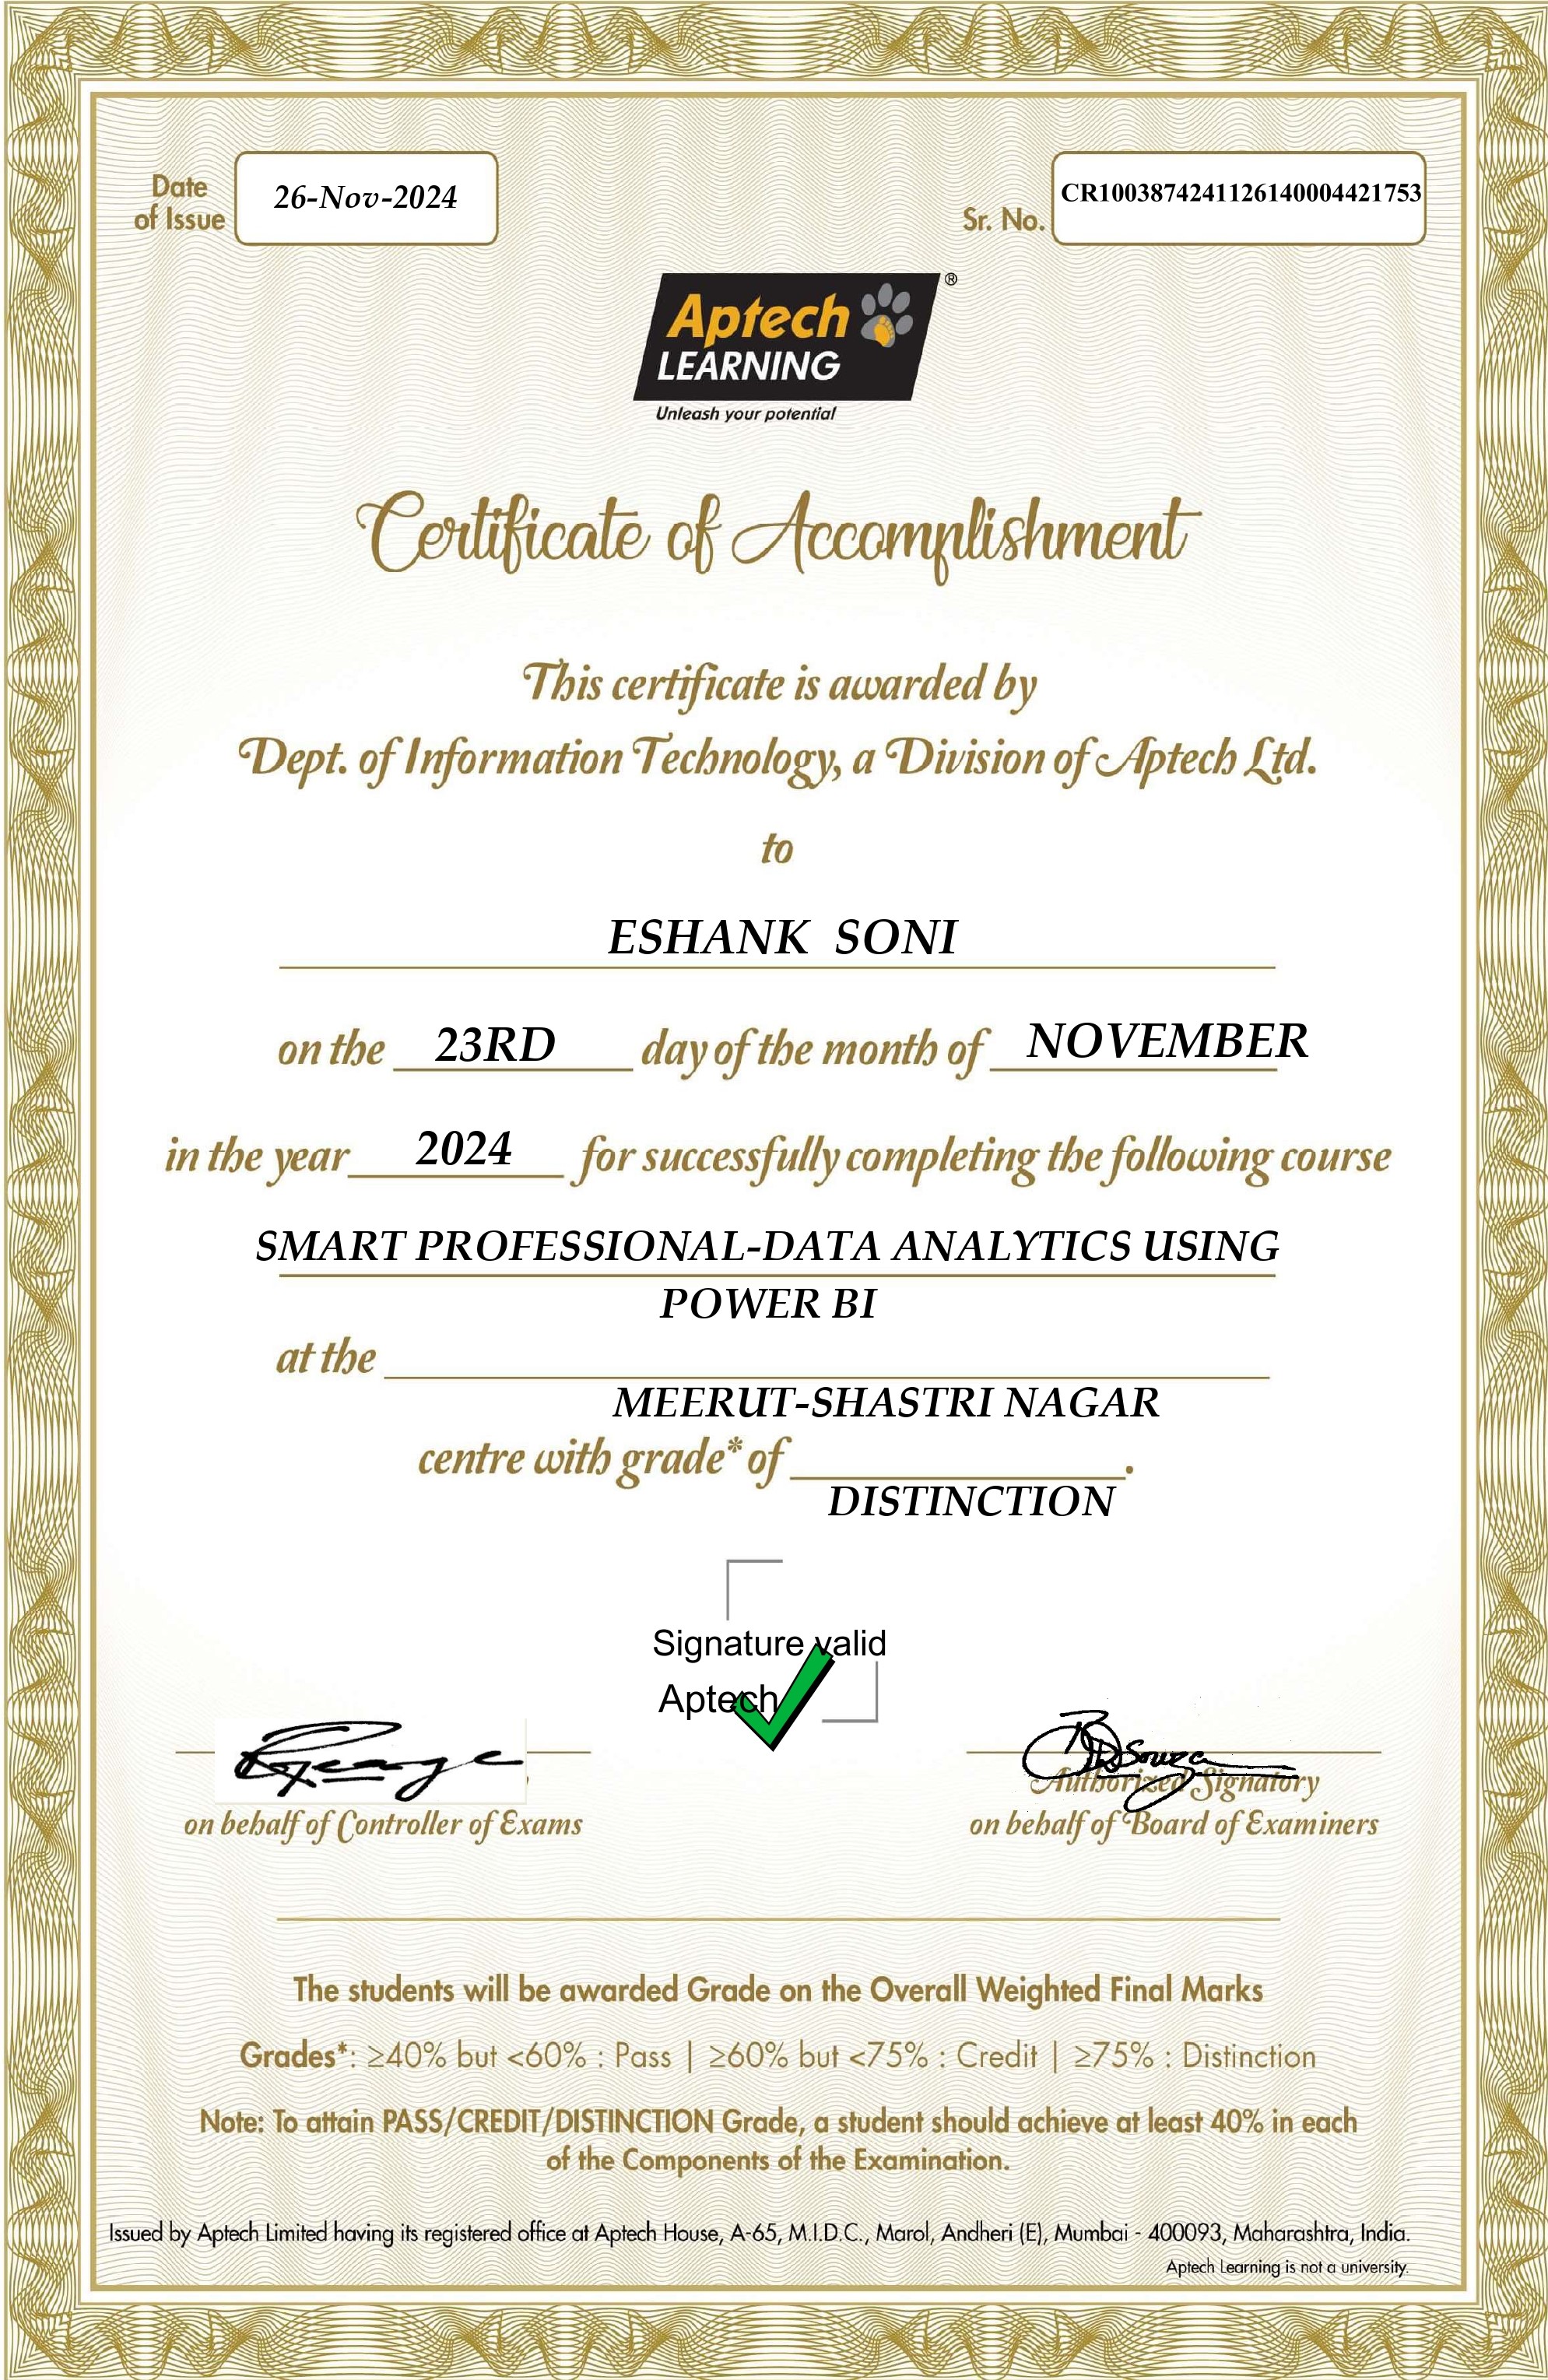 Date
of Issue
26-Nov-2024
Sr. No.
CR1003874241126140004421753
Aptech ®
LEARNING
Unleash your potential
Certificate of Accomplishment
This certificate is awarded by
Dept. of Information Technology, a Division of Aptech Ltd.
to
ESHANK SONI
on the 23RD day of the month of NOVEMBER
in the year 2024 for successfully completing the following course
SMART PROFESSIONAL-DATA ANALYTICS USING
POWER BI
at the
MEERUT-SHASTRI NAGAR
centre with grade* of .
DISTINCTION
Signature valid
Aptech
Authorized Signatory
on behalf of Controller of Exams
on behalf of Board of Examiners
The students will be awarded Grade on the Overall Weighted Final Marks
Grades*: ≥40% but <60% : Pass | ≥60% but <75% : Credit | ≥75% : Distinction
Note: To attain PASS/CREDIT/DISTINCTION Grade, a student should achieve at least 40% in each
of the Components of the Examination.
Issued by Aptech Limited having its registered office at Aptech House, A-65, M.I.D.C., Marol, Andheri (E), Mumbai - 400093, Maharashtra, India.
Aptech Learning is not a university.